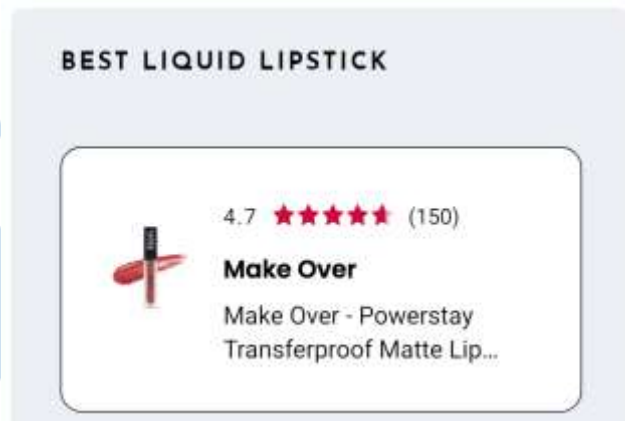 BEST LIQUID LIPSTICK
4.7 ★★★★★ (150)
Make Over
Make Over - Powerstay
Transferproof Matte Lip...